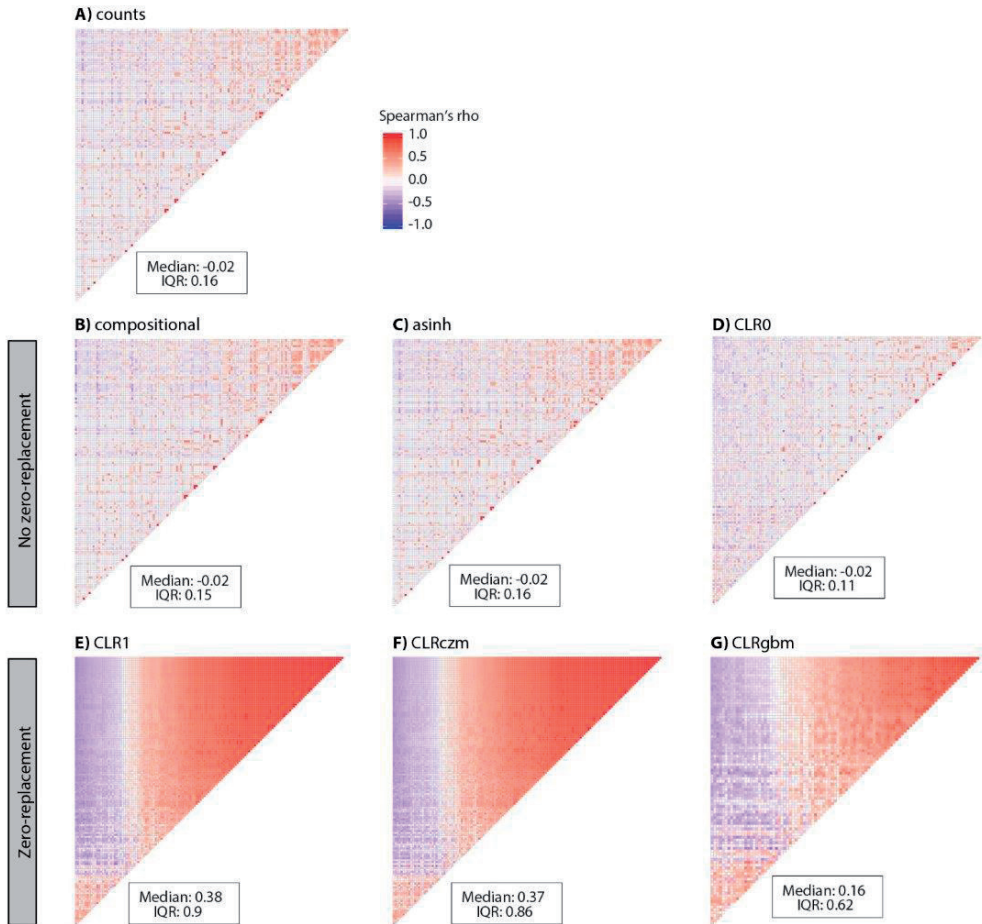 A) counts
Spearman's rho
1.0
0.5
0.0
-0.5
-1.0
Median: -0.02
IQR: 0.16
No zero-replacement
B) compositional
C) asinh
D) CLR0
Median: -0.02
IQR: 0.15
Median: -0.02
IQR: 0.16
Median: -0.02
IQR: 0.11
Zero-replacement
E) CLR1
F) CLRczm
G) CLRgbm
Median: 0.38
IQR: 0.9
Median: 0.37
IQR: 0.86
Median: 0.16
IQR: 0.62